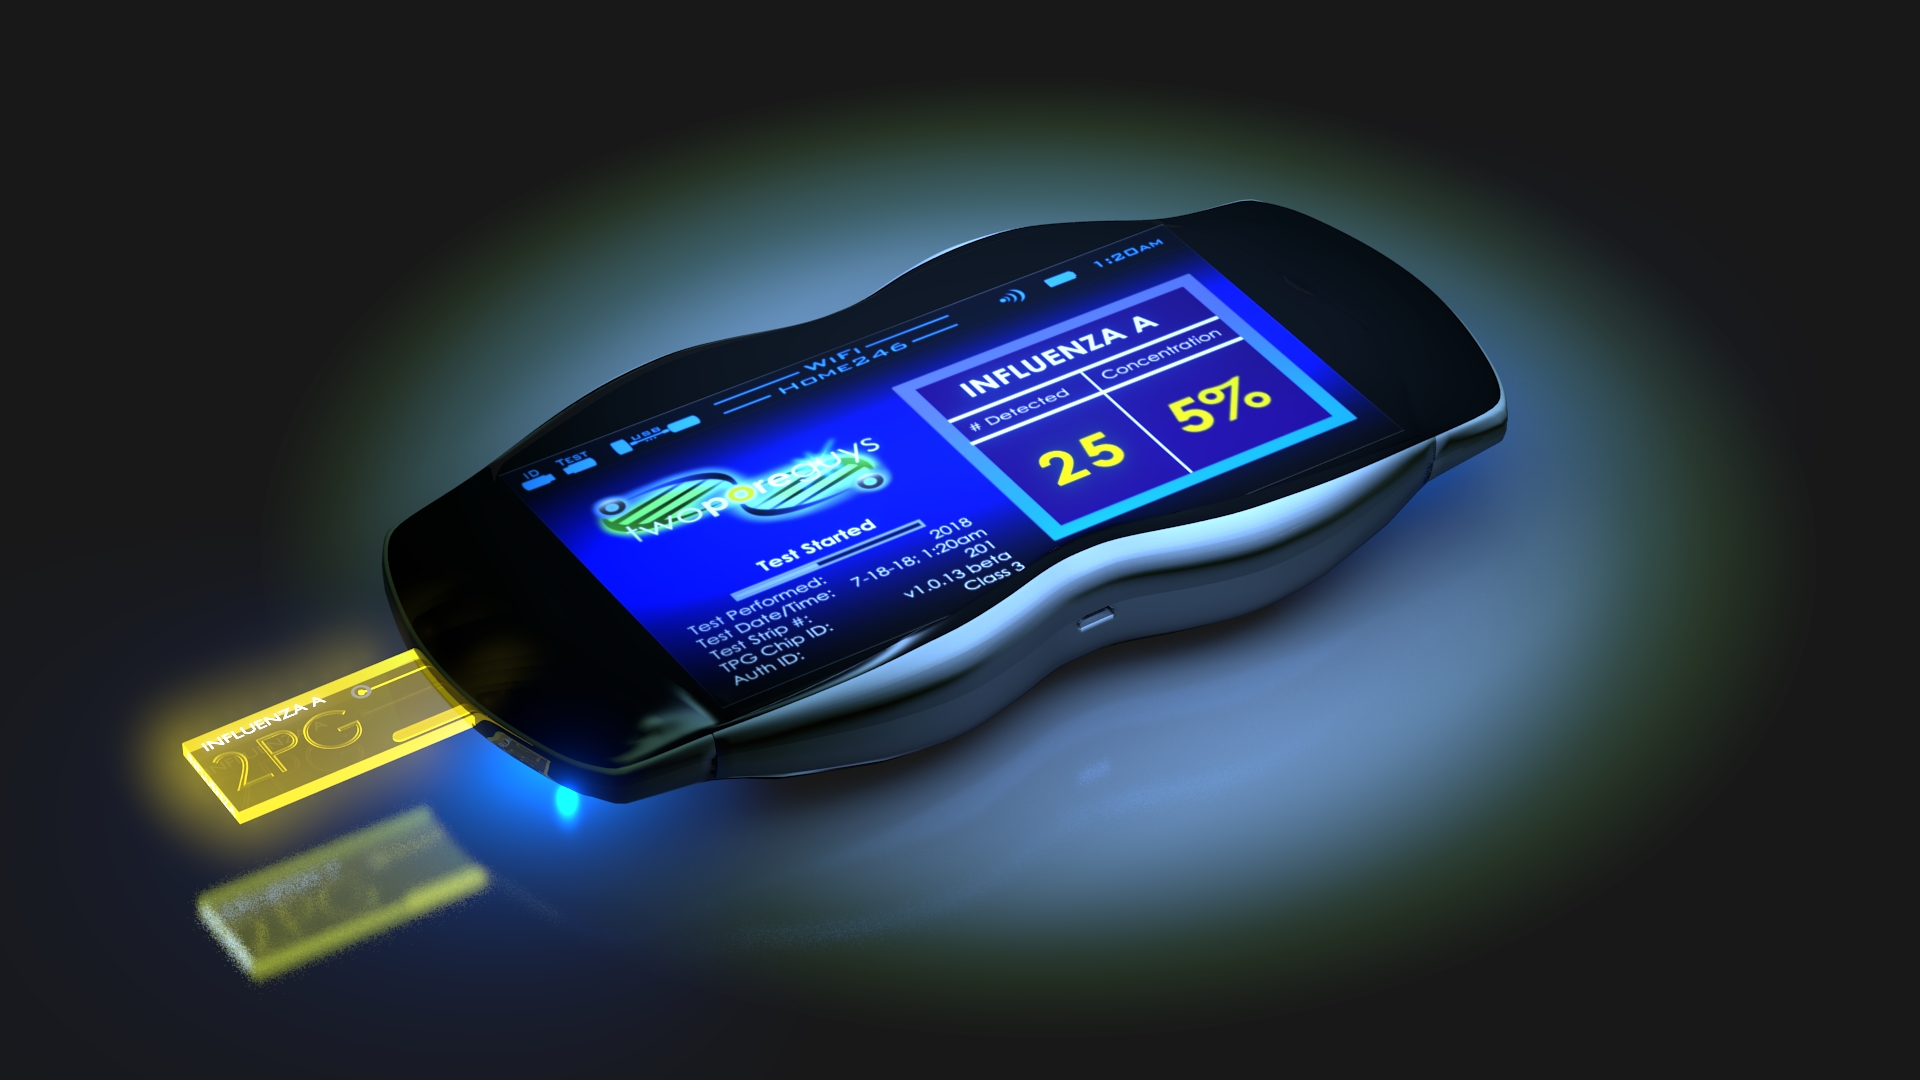 ID
TEST
USB
WiFi
HOME246
1:20AM
INFLUENZA A
# Detected
Concentration
25
5%
twoporeguys
Test Started
Test Performed: 2018
Test Date/Time: 7-18-18; 1:20am
Test Strip #: 201
TPG Chip ID: v1.0.13 beta
Auth ID: Class 3
INFLUENZA A
2PG